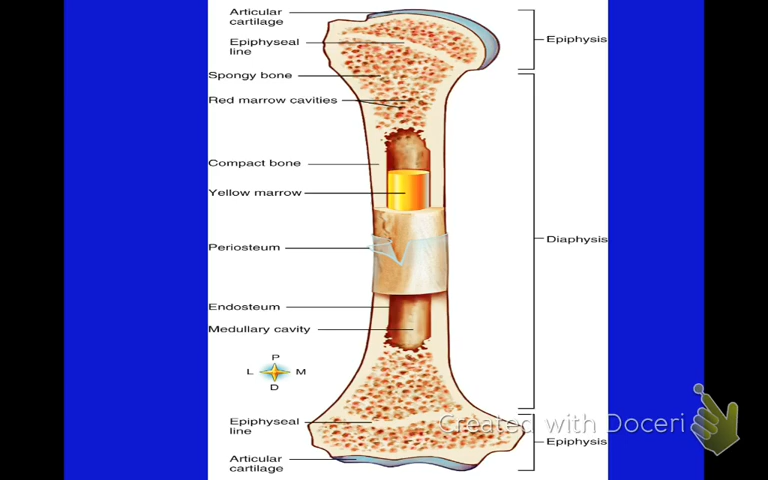 Articular
cartilage
Epiphyseal
line
Epiphysis
Spongy bone
Red marrow cavities
Compact bone
Yellow marrow
Periosteum
Diaphysis
Endosteum
Medullary cavity
P
L M
D
Epiphyseal
line
Created with Doceri
Epiphysis
Articular
cartilage